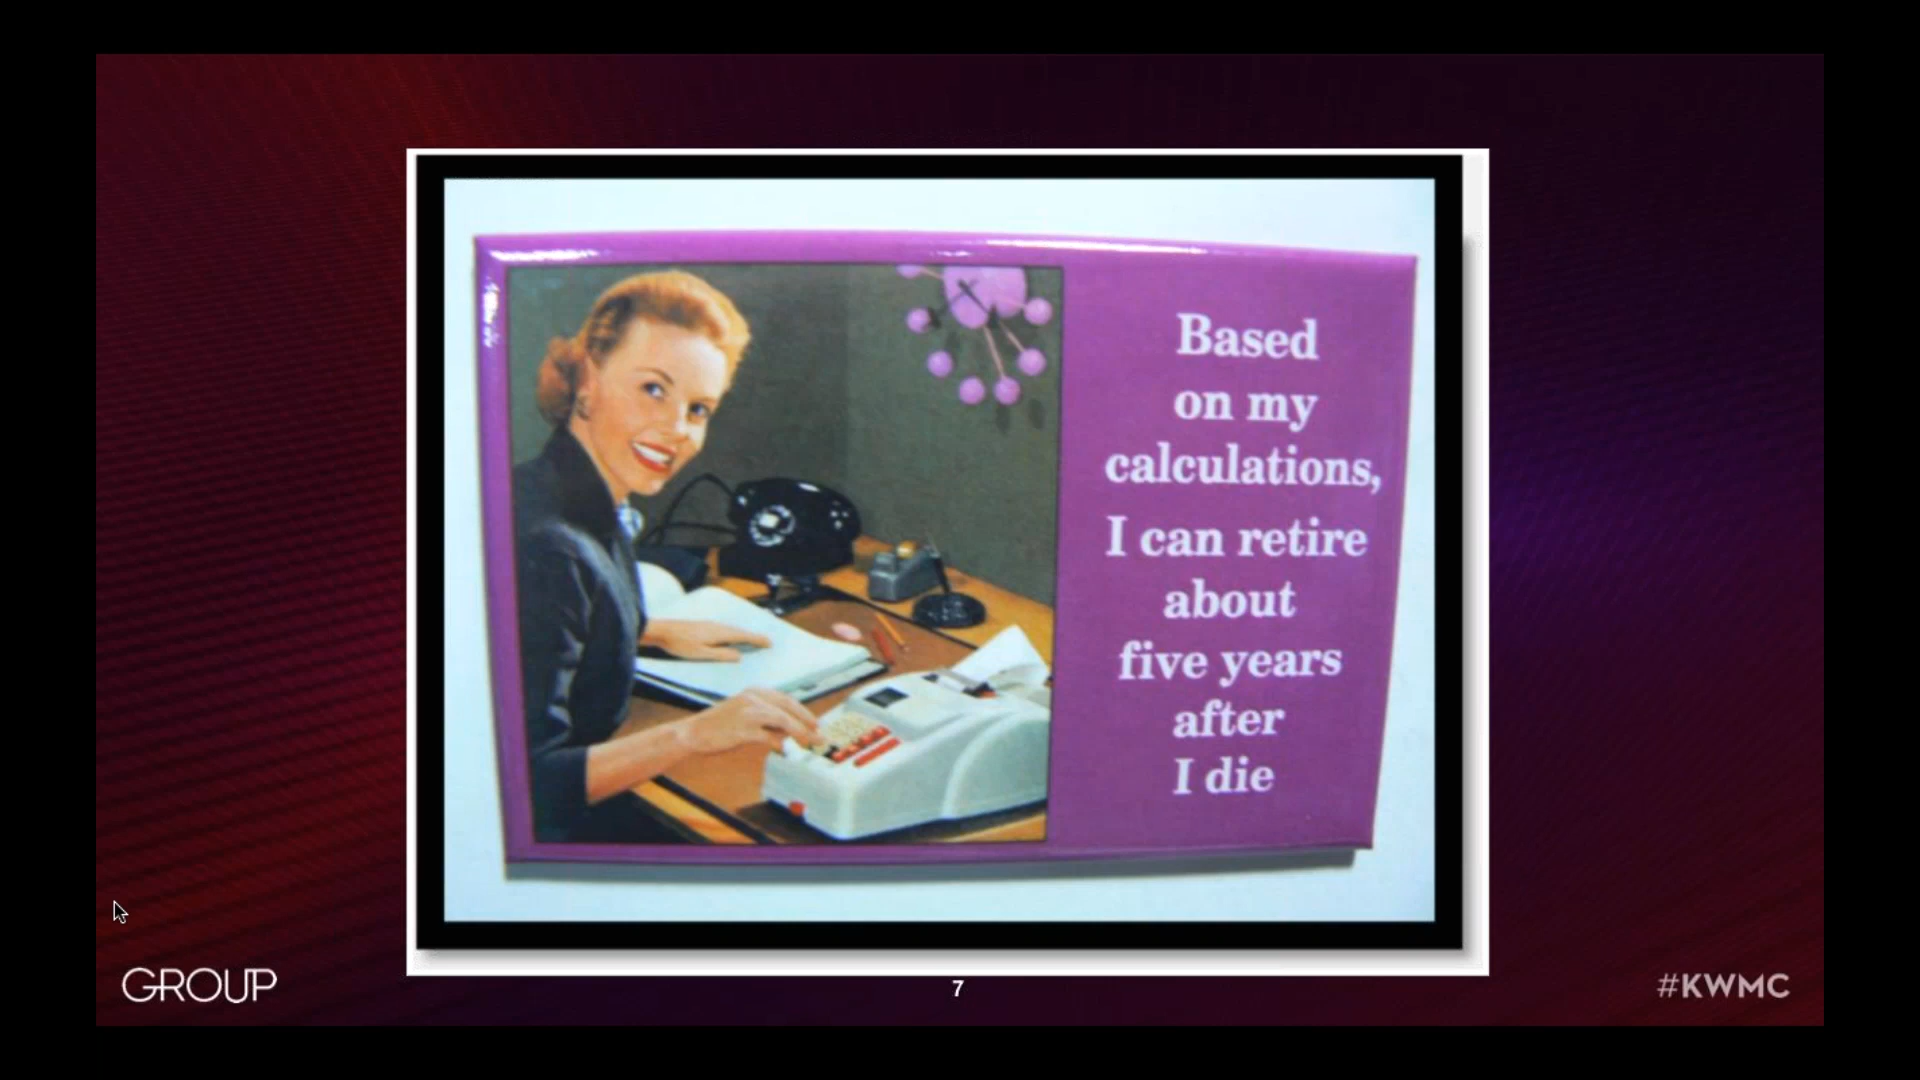 Based
on my
calculations,
I can retire
about
five years
after
I die
GROUP
7
#KWMC